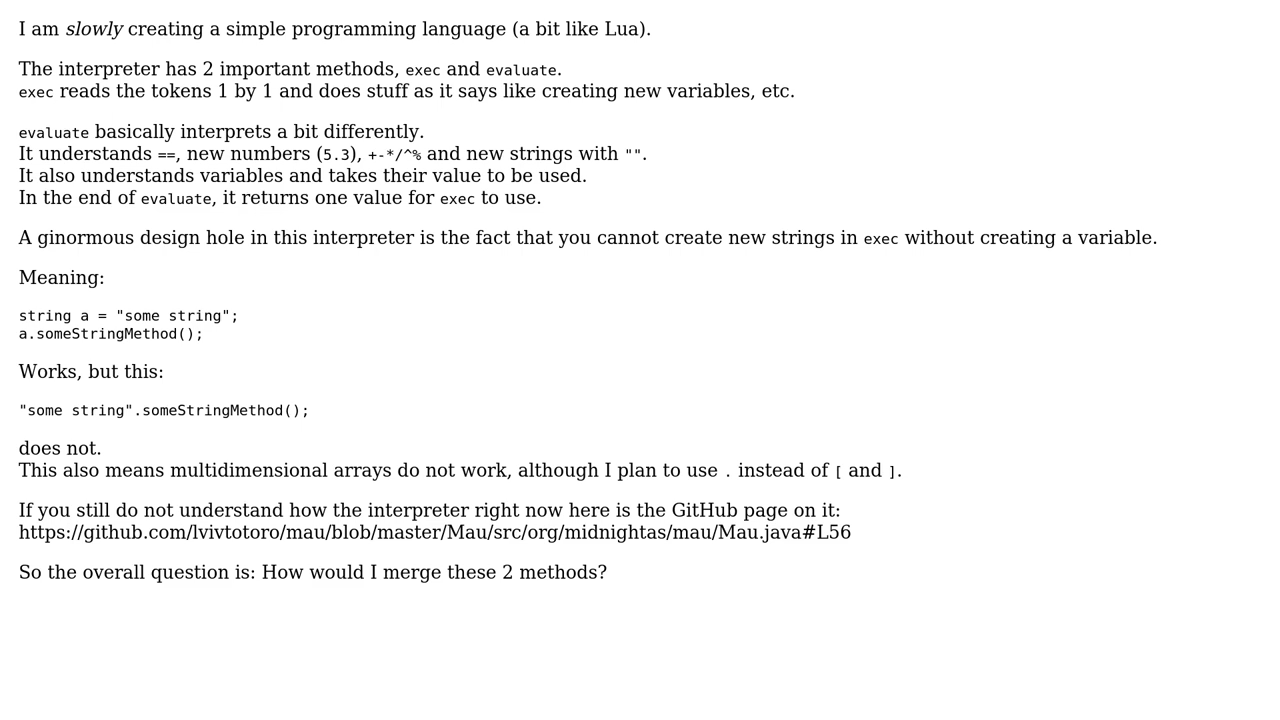 I am slowly creating a simple programming language (a bit like Lua).
The interpreter has 2 important methods, exec and evaluate.
exec reads the tokens 1 by 1 and does stuff as it says like creating new variables, etc.
evaluate basically interprets a bit differently.
It understands ==, new numbers (5.3), +-*/^% and new strings with "".
It also understands variables and takes their value to be used.
In the end of evaluate, it returns one value for exec to use.
A ginormous design hole in this interpreter is the fact that you cannot create new strings in exec without creating a variable.
Meaning:
string a = "some string";
a.someStringMethod();
Works, but this:
"some string".someStringMethod();
does not.
This also means multidimensional arrays do not work, although I plan to use . instead of [ and ].
If you still do not understand how the interpreter right now here is the GitHub page on it:
https://github.com/lvivtotoro/mau/blob/master/Mau/src/org/midnightas/mau/Mau.java#L56
So the overall question is: How would I merge these 2 methods?